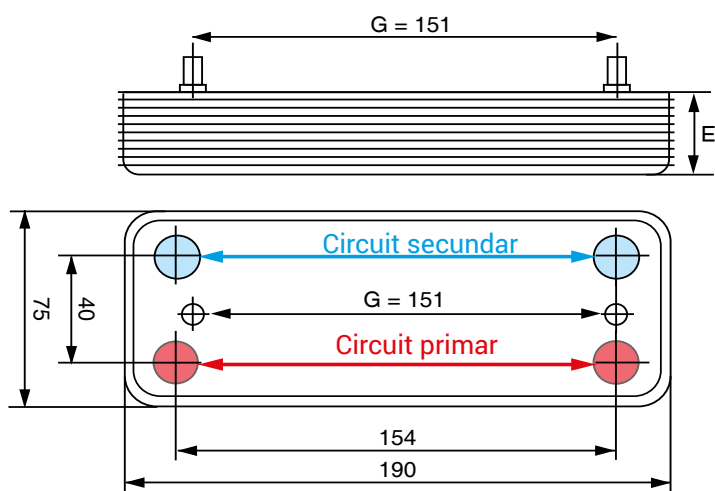 G = 151
E
Circuit secundar
G = 151
75
40
Circuit primar
154
190